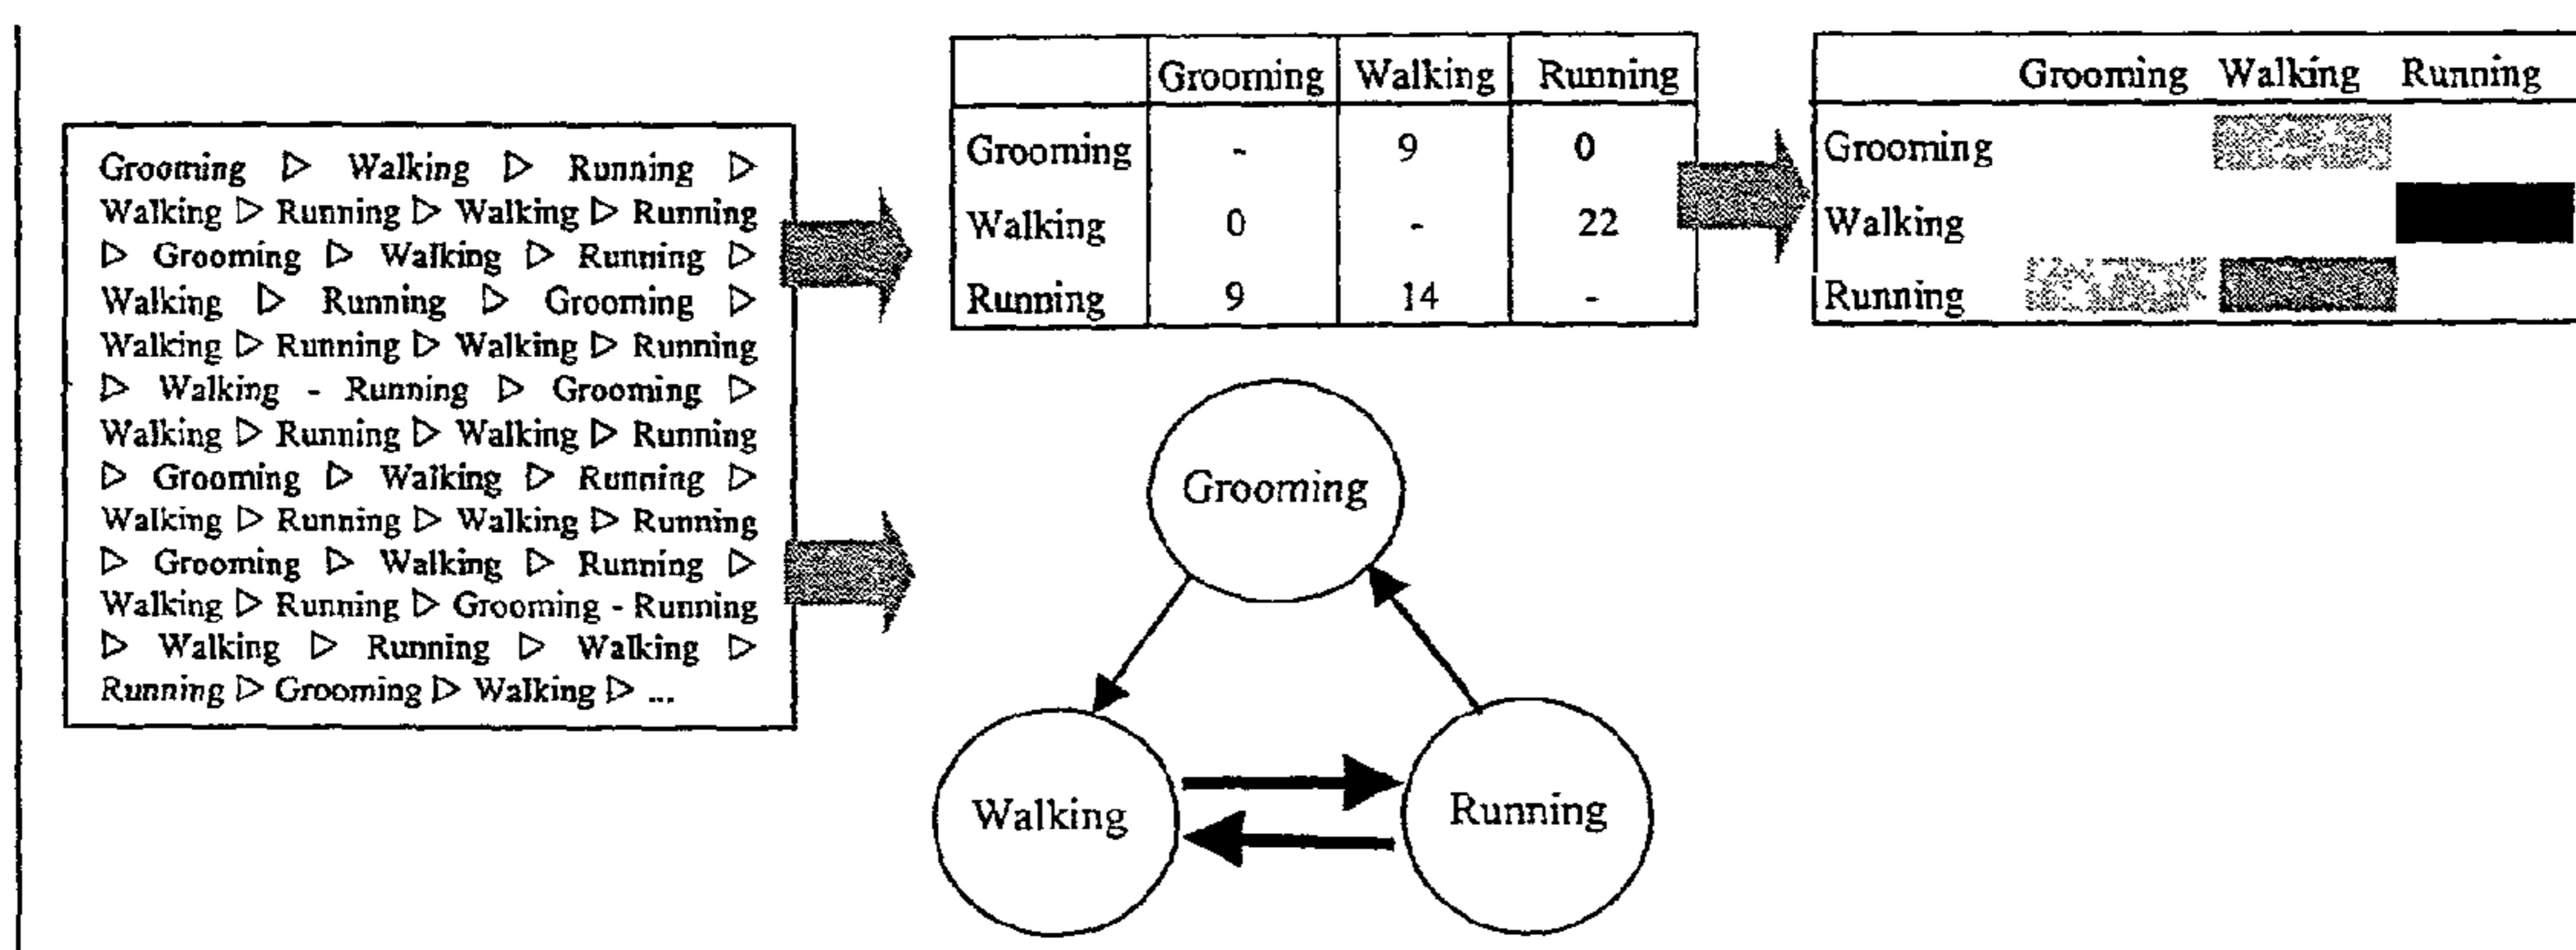 Grooming ▷ Walking ▷ Running ▷
Walking ▷ Running ▷ Walking ▷ Running
▷ Grooming ▷ Walking ▷ Running ▷
Walking ▷ Running ▷ Grooming ▷
Walking ▷ Running ▷ Walking ▷ Running
▷ Walking - Running ▷ Grooming ▷
Walking ▷ Running ▷ Walking ▷ Running
▷ Grooming ▷ Walking ▷ Running ▷
Walking ▷ Running ▷ Walking ▷ Running
▷ Grooming ▷ Walking ▷ Running ▷
Walking ▷ Running ▷ Grooming - Running
▷ Walking ▷ Running ▷ Walking ▷
Running ▷ Grooming ▷ Walking ▷ ...
Grooming Walking Running
Grooming - 9 0
Walking 0 - 22
Running 9 14 -
Grooming Walking Running
Grooming
Walking
Running
Grooming
Walking
Running